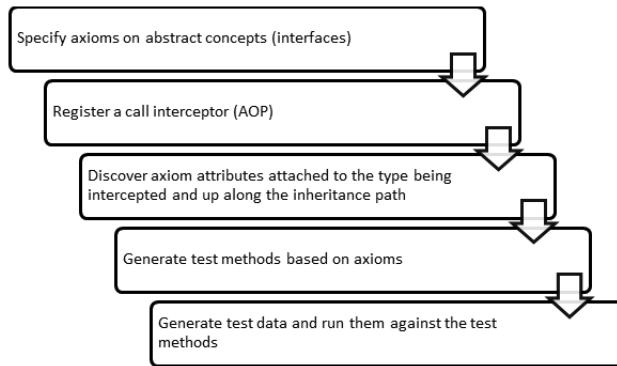 Specify axioms on abstract concepts (interfaces)
Register a call interceptor (AOP)
Discover axiom attributes attached to the type being
intercepted and up along the inheritance path
Generate test methods based on axioms
Generate test data and run them against the test
methods